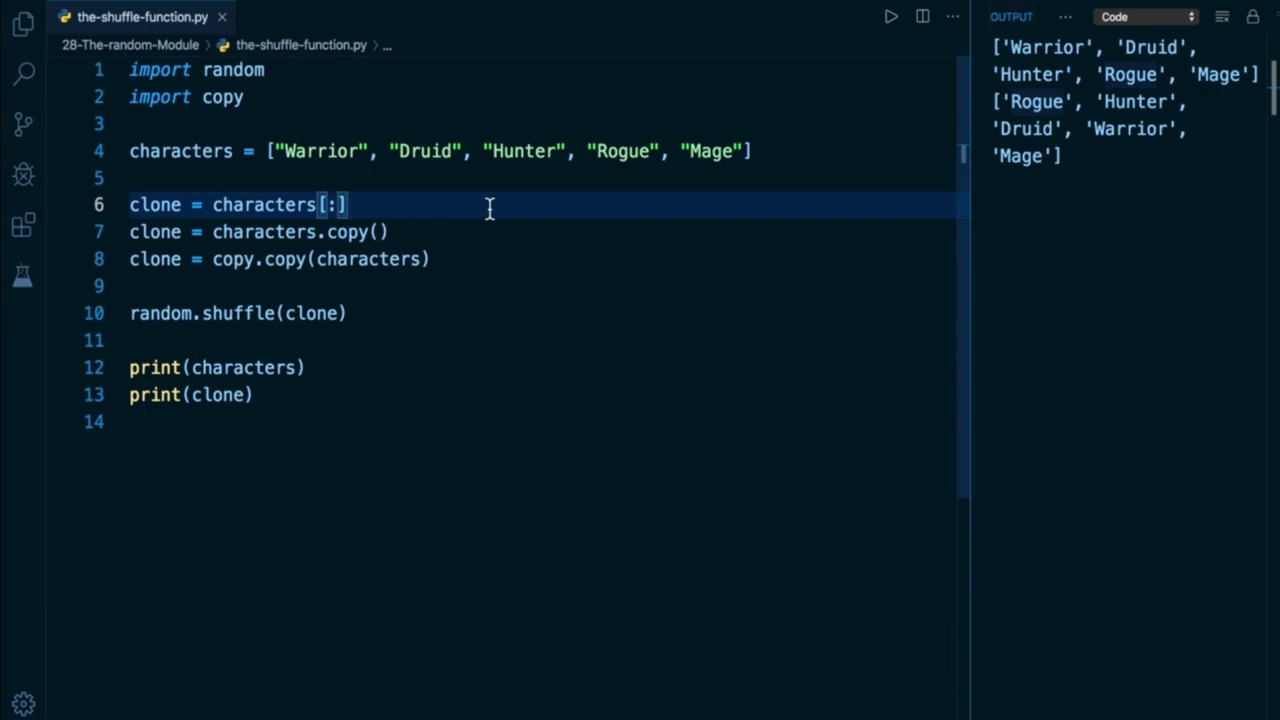 the-shuffle-function.py
28-The-random-Module > the-shuffle-function.py > ...
1 import random
2 import copy
3
4 characters = ["Warrior", "Druid", "Hunter", "Rogue", "Mage"]
5
6 clone = characters[:]
7 clone = characters.copy()
8 clone = copy.copy(characters)
9
10 random.shuffle(clone)
11
12 print(characters)
13 print(clone)
14
OUTPUT ... Code
['Warrior', 'Druid',
'Hunter', 'Rogue', 'Mage']
['Rogue', 'Hunter',
'Druid', 'Warrior',
'Mage']